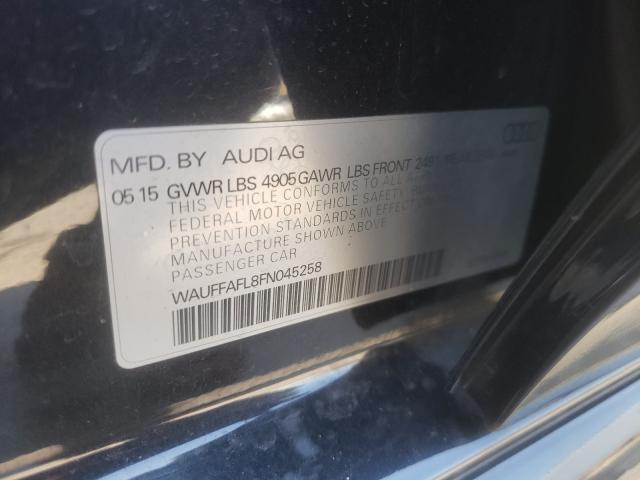 MFD. BY AUDI AG
05 15 GVWR LBS 4905 GAWR LBS FRONT 2491
THIS VEHICLE CONFORMS TO ALL
FEDERAL MOTOR VEHICLE SAFETY
PREVENTION STANDARDS IN EFFECT
MANUFACTURE SHOWN ABOVE
PASSENGER CAR
WAUFFAFL8FN045258